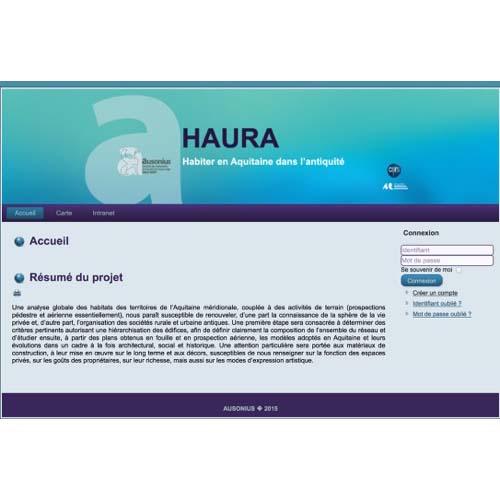 a
HAURA
Habiter en Aquitaine dans l'antiquité
ausonius
cnrs
Accueil Carte Intranet
Accueil
Résumé du projet
Une analyse globale des habitats des territoires de l'Aquitaine méridionale, couplée à des activités de terrain (prospections
pédestre et aérienne essentiellement), nous paraît susceptible de renouveler, d'une part la connaissance de la sphère de la vie
privée et, d'autre part, l'organisation des sociétés rurale et urbaine antiques. Une première étape sera consacrée à déterminer des
critères pertinents autorisant une hiérarchisation des édifices, afin de définir clairement la composition de l'ensemble du réseau et
d'étudier ensuite, à partir des plans obtenus en fouille et en prospection aérienne, les modèles adoptés en Aquitaine et leurs
évolutions dans un cadre à la fois architectural, social et historique. Une attention particulière sera portée aux matériaux de
construction, à leur mise en œuvre sur le long terme et aux décors, susceptibles de nous renseigner sur la fonction des espaces
privés, sur les goûts des propriétaires, sur leur richesse, mais aussi sur les modes d'expression artistique.
Connexion
Identifiant
Mot de passe
Se souvenir de moi
Connexion
Créer un compte
Identifiant oublié ?
Mot de passe oublié ?
AUSONIUS � 2015